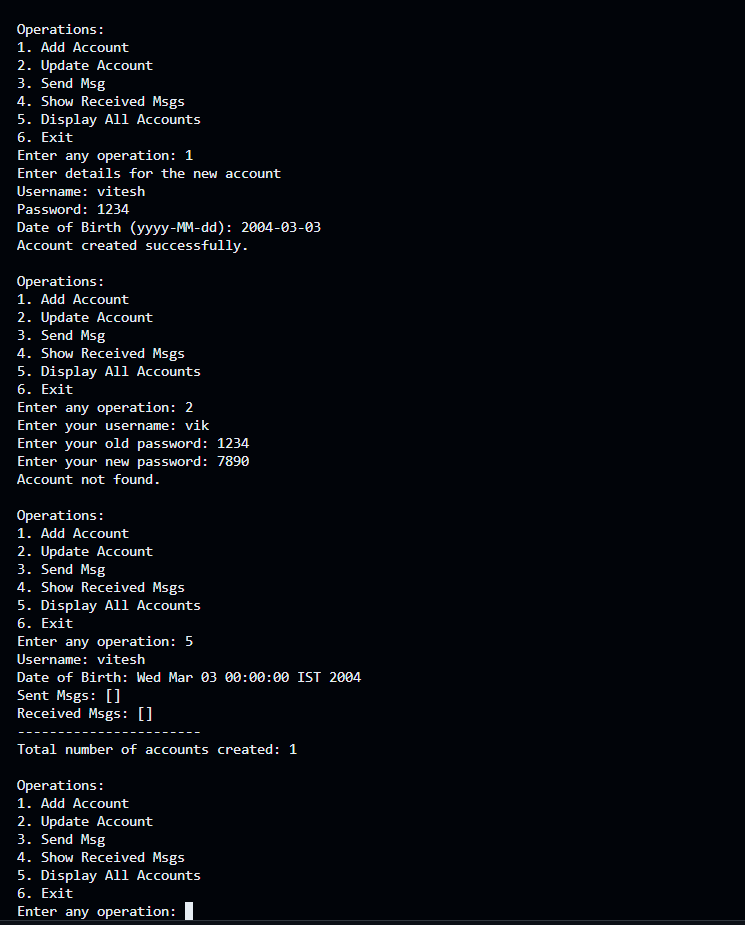 Operations:
1. Add Account
2. Update Account
3. Send Msg
4. Show Received Msgs
5. Display All Accounts
6. Exit
Enter any operation: 1
Enter details for the new account
Username: vitesh
Password: 1234
Date of Birth (yyyy-MM-dd): 2004-03-03
Account created successfully.

Operations:
1. Add Account
2. Update Account
3. Send Msg
4. Show Received Msgs
5. Display All Accounts
6. Exit
Enter any operation: 2
Enter your username: vik
Enter your old password: 1234
Enter your new password: 7890
Account not found.

Operations:
1. Add Account
2. Update Account
3. Send Msg
4. Show Received Msgs
5. Display All Accounts
6. Exit
Enter any operation: 5
Username: vitesh
Date of Birth: Wed Mar 03 00:00:00 IST 2004
Sent Msgs: []
Received Msgs: []
-----------------------
Total number of accounts created: 1

Operations:
1. Add Account
2. Update Account
3. Send Msg
4. Show Received Msgs
5. Display All Accounts
6. Exit
Enter any operation: